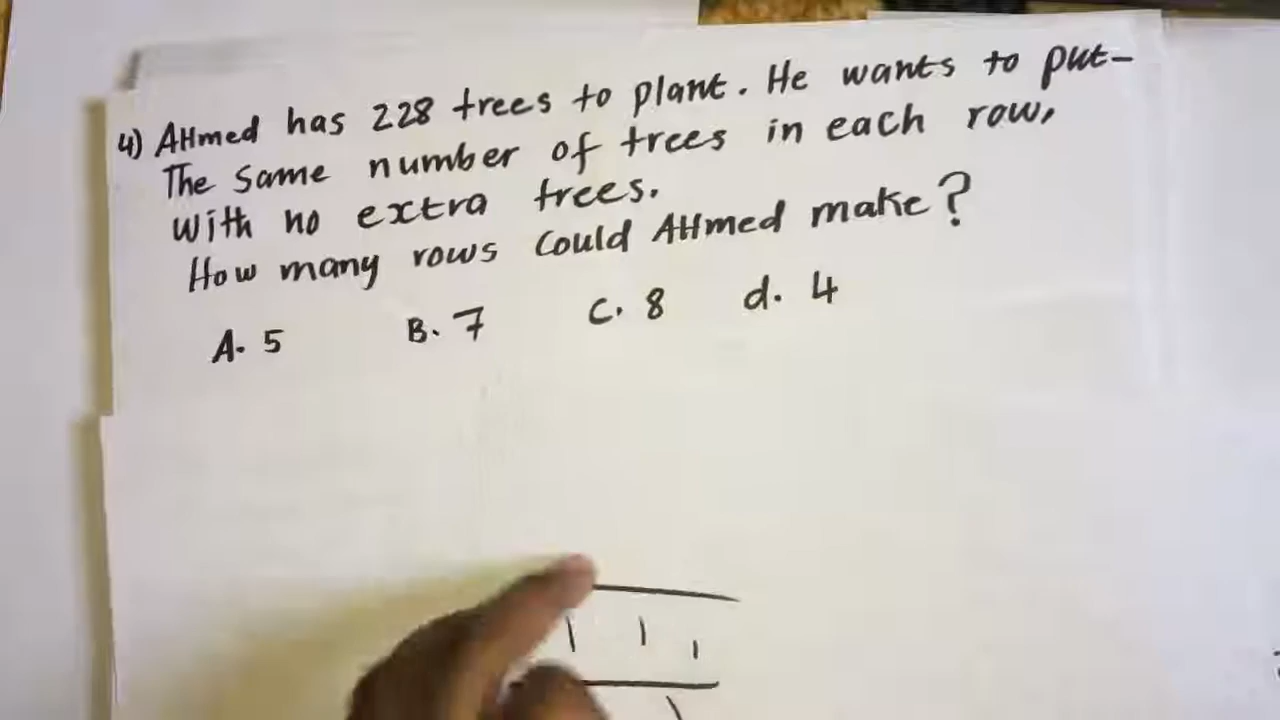 4) AHmed has 228 trees to plant. He wants to put-
The same number of trees in each row,
with no extra trees.
How many rows Could AHmed make?
A. 5 B. 7 C. 8 d. 4